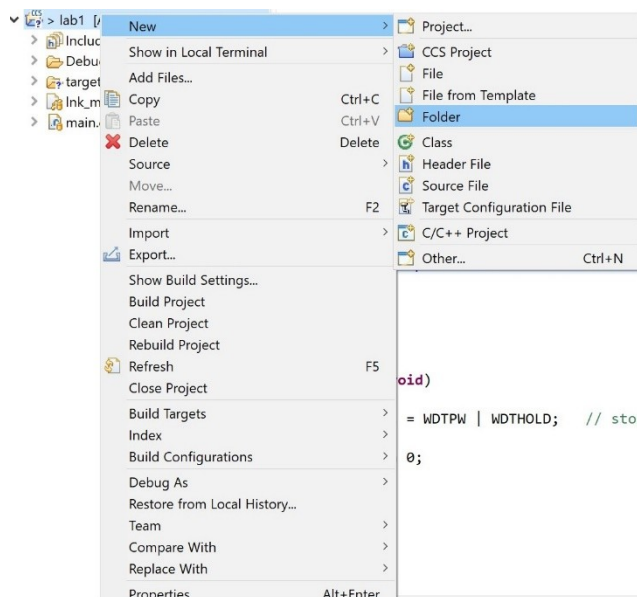 CCS
> lab1 [
Includ
Debu
target
lnk_m
main.
New
Show in Local Terminal
Add Files...
Copy Ctrl+C
Paste Ctrl+V
Delete Delete
Source
Move...
Rename... F2
Import
Export...
Show Build Settings...
Build Project
Clean Project
Rebuild Project
Refresh F5
Close Project
Build Targets
Index
Build Configurations
Debug As
Restore from Local History...
Team
Compare With
Replace With
Properties Alt+Enter
Project...
CCS Project
File
File from Template
Folder
Class
Header File
Source File
Target Configuration File
C/C++ Project
Other... Ctrl+N
oid)
= WDTPW | WDTHOLD; // sto
0;